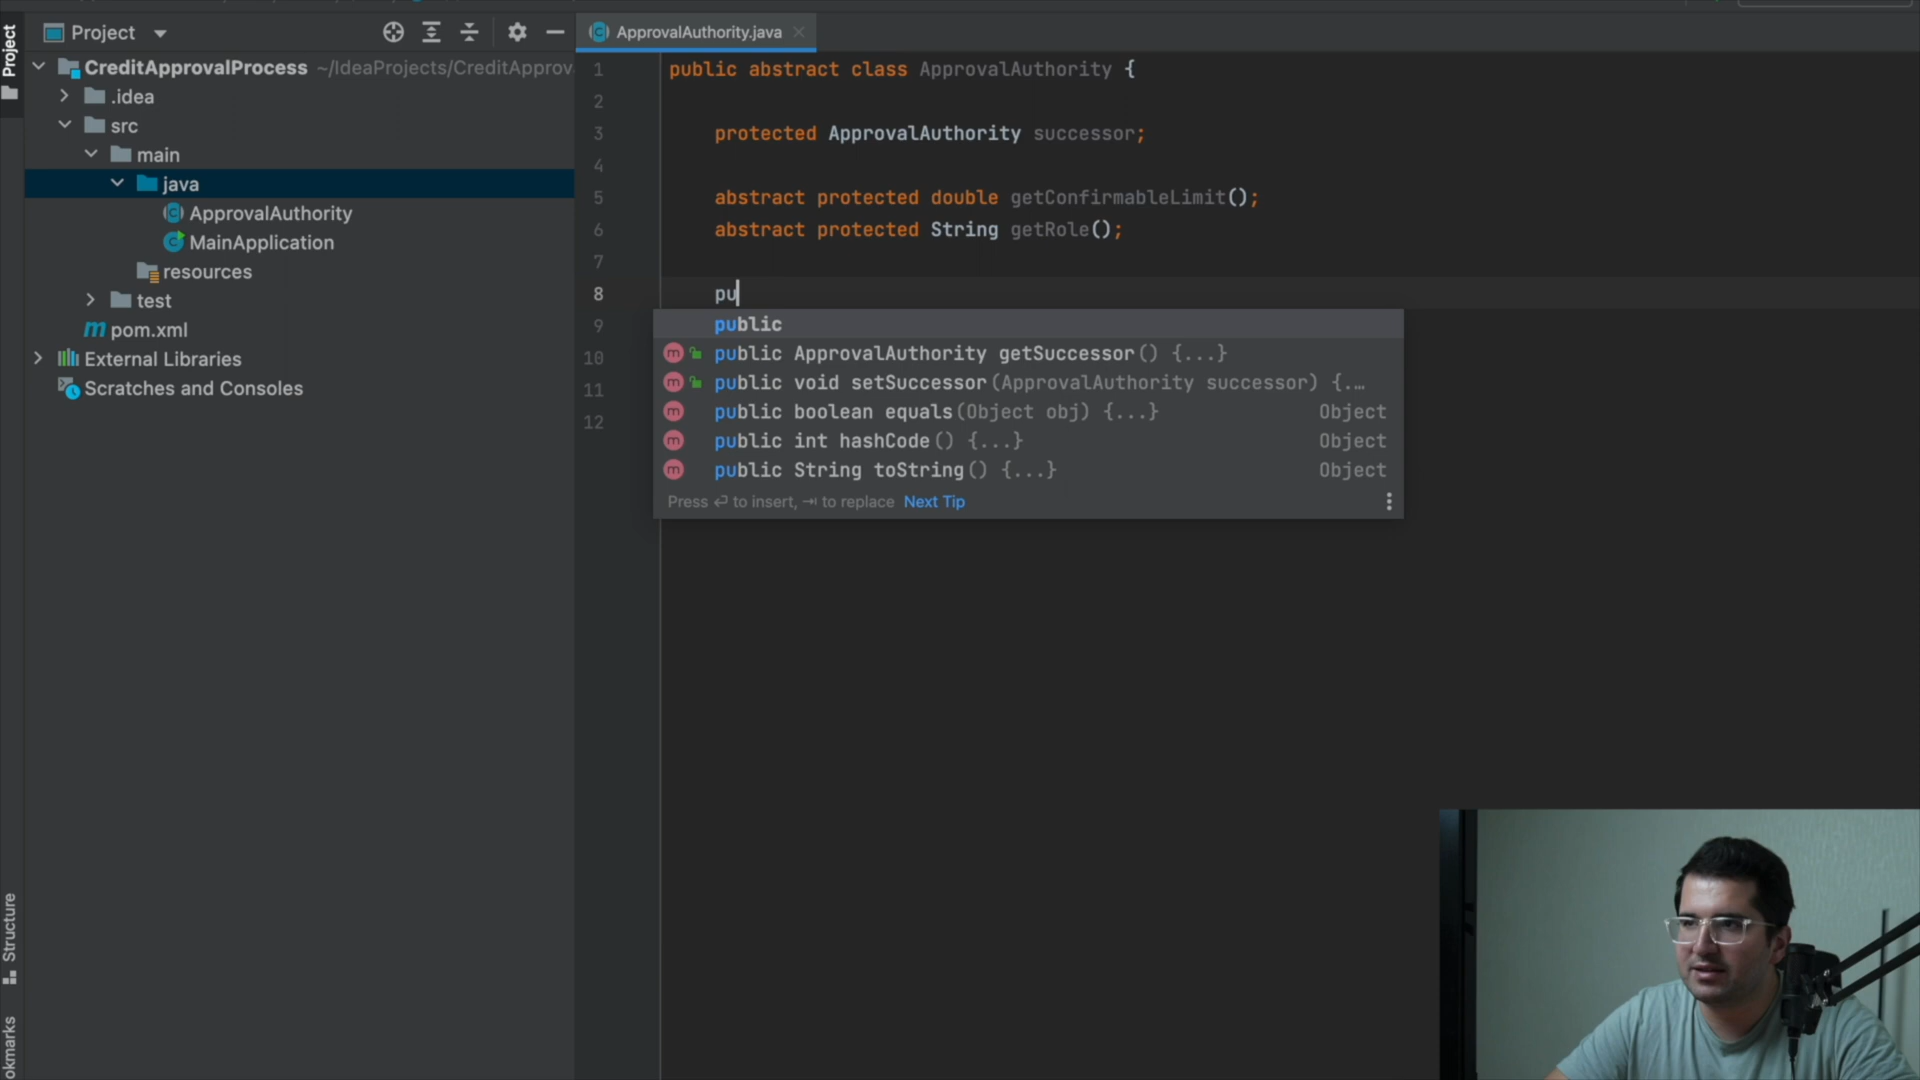 Project
Project
CreditApprovalProcess ~/IdeaProjects/CreditApprov
.idea
src
main
java
ApprovalAuthority
MainApplication
resources
test
pom.xml
External Libraries
Scratches and Consoles
Structure
okmarks
ApprovalAuthority.java
1 public abstract class ApprovalAuthority {
2
3 protected ApprovalAuthority successor;
4
5 abstract protected double getConfirmableLimit();
6 abstract protected String getRole();
7
8 pu
9
10
11
12
public
m public ApprovalAuthority getSuccessor() {...}
m public void setSuccessor(ApprovalAuthority successor) {...
m public boolean equals(Object obj) {...} Object
m public int hashCode() {...} Object
m public String toString() {...} Object
Press ⏎ to insert, ⇥ to replace Next Tip